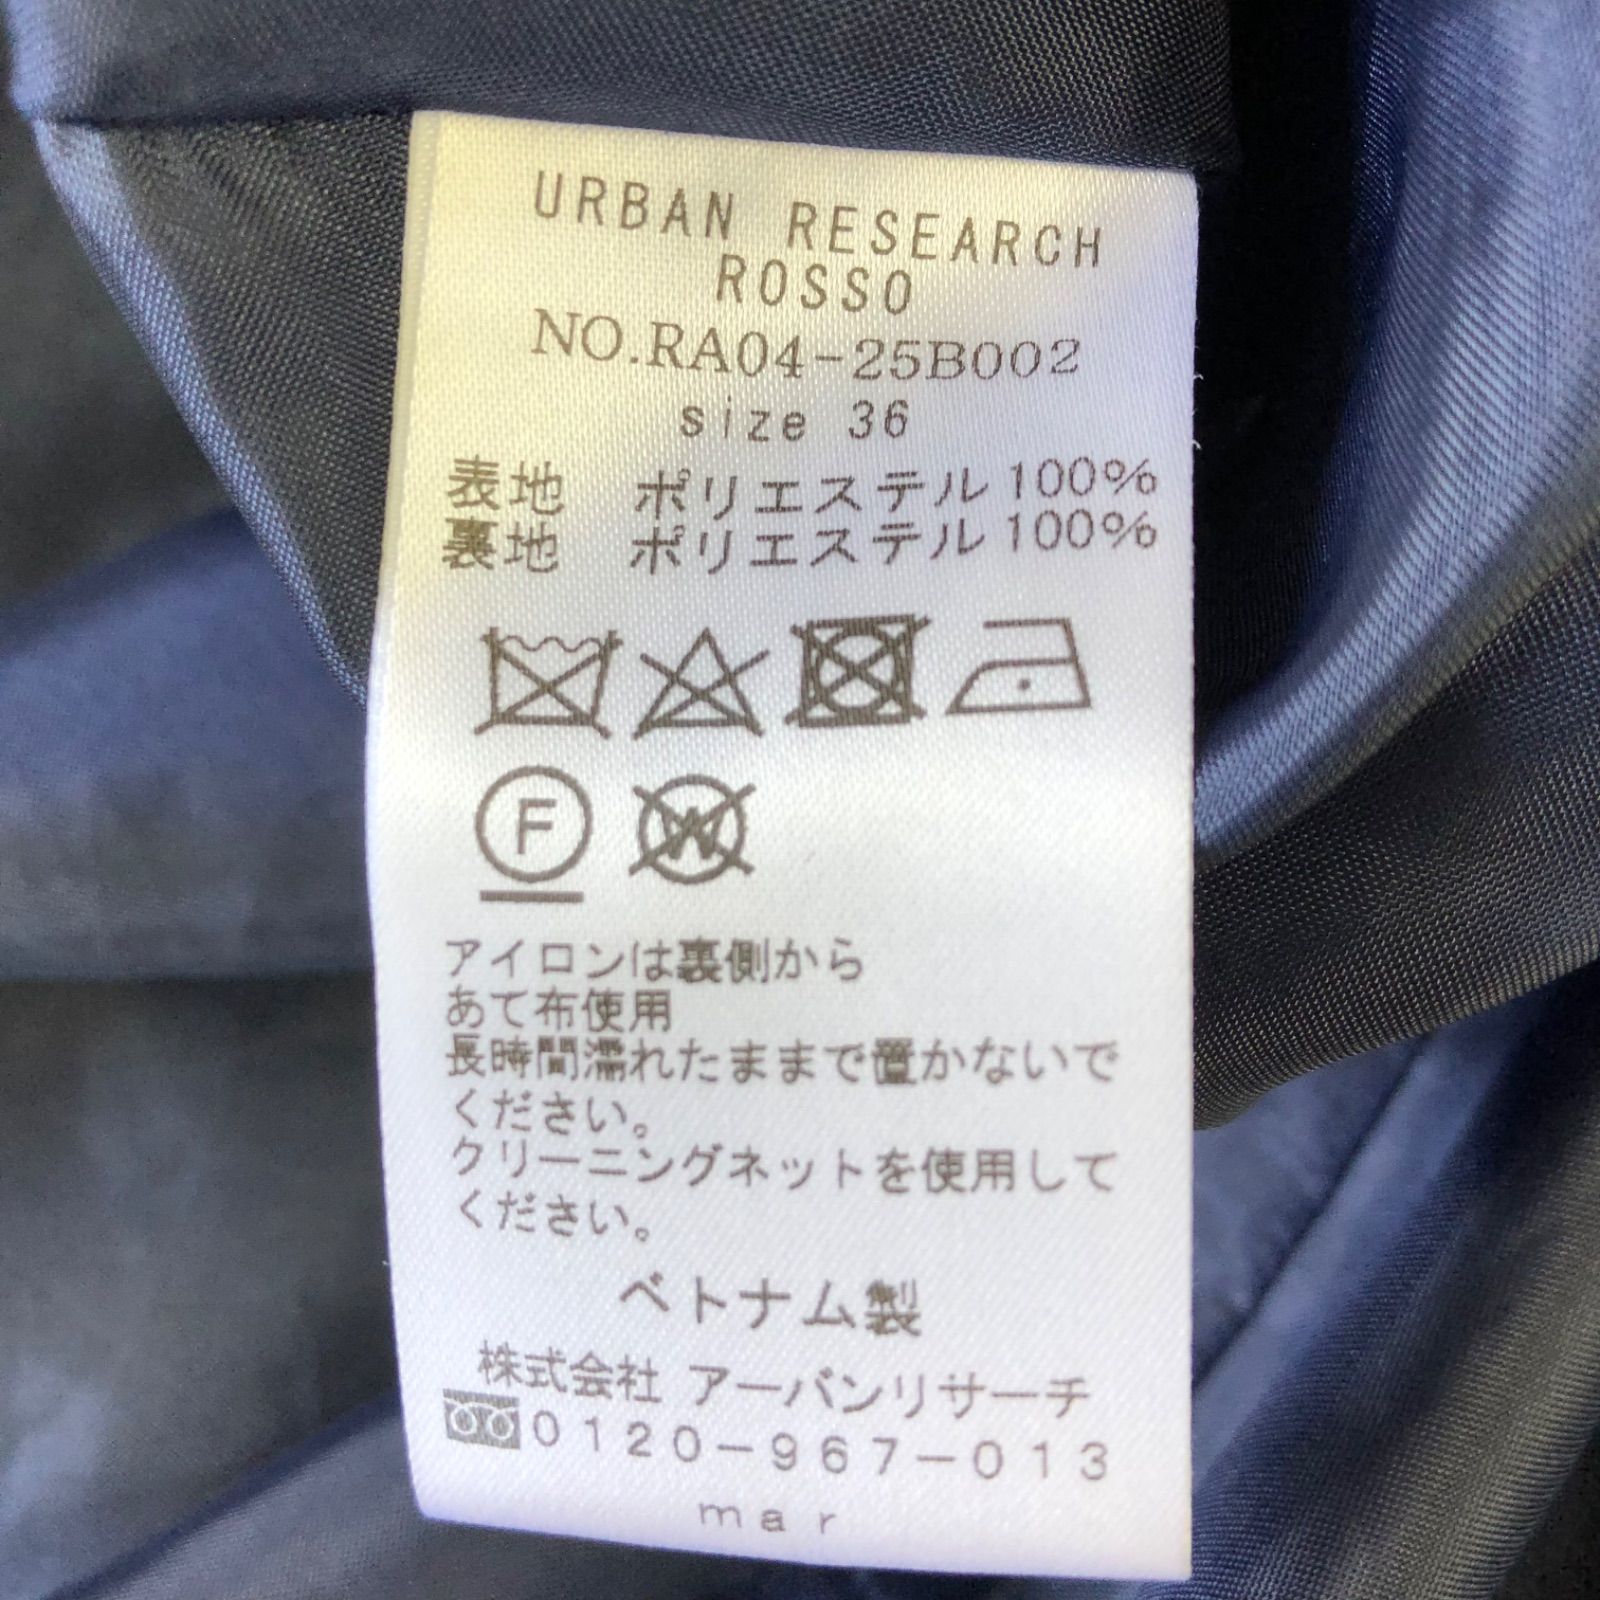 URBAN RESEARCH
ROSSO
NO.RA04-25B002
size 36
表地 ポリエステル100%
裏地 ポリエステル100%
F W
アイロンは裏側から
あて布使用
長時間濡れたままで置かないで
ください。
クリーニングネットを使用して
ください。
ベトナム製
株式会社 アーバンリサーチ
0120-967-013
mar